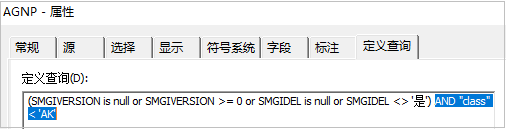 AGNP - 属性
常规 源 选择 显示 符号系统 字段 标注 定义查询
定义查询(D):
(SMGIVERSION is null or SMGIVERSION >= 0 or SMGIDEL is null or SMGIDEL <> '是') AND "class"
< 'AK'